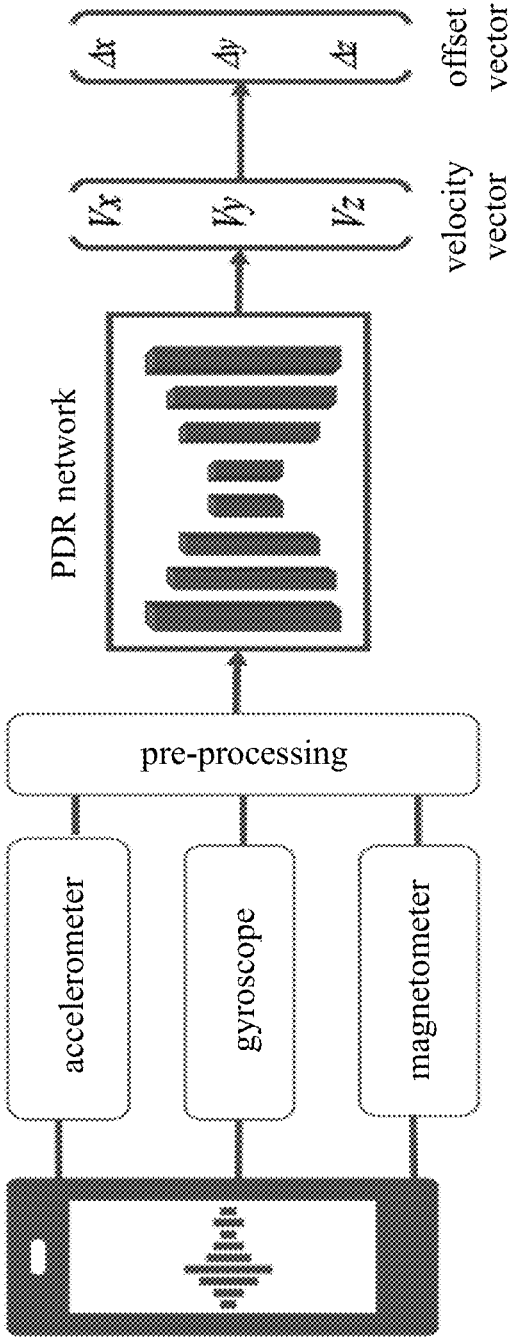 accelerometer
gyroscope
magnetometer
pre-processing
PDR network
Vx
Vy
Vz
velocity
vector
Δx
Δy
Δz
offset
vector